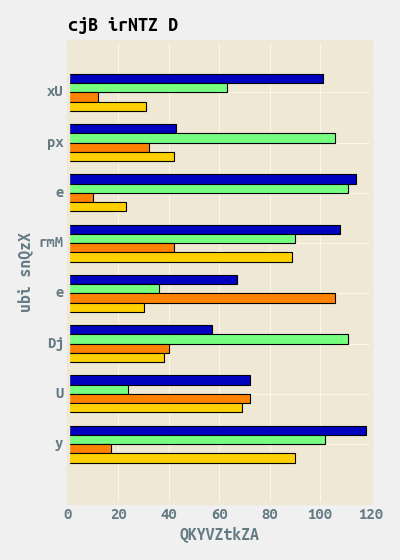 cjB irNTZ D
ubi snQzX
xU
px
e
rmM
e
Dj
U
y
0 20 40 60 80 100 120
QKYVZtkZA